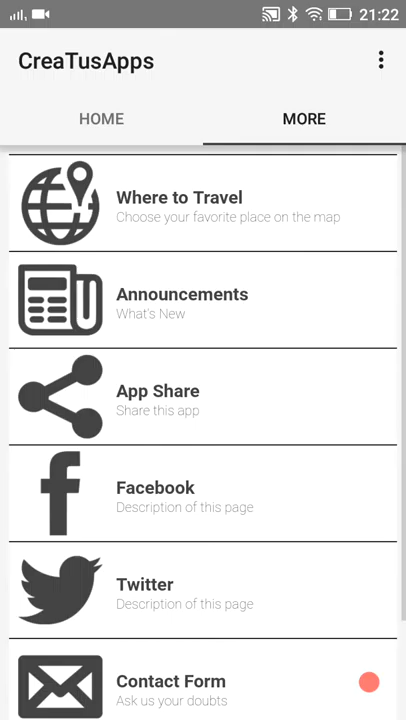 21:22
CreaTusApps
HOME
MORE
Where to Travel
Choose your favorite place on the map
Announcements
What's New
App Share
Share this app
Facebook
Description of this page
Twitter
Description of this page
Contact Form
Ask us your doubts